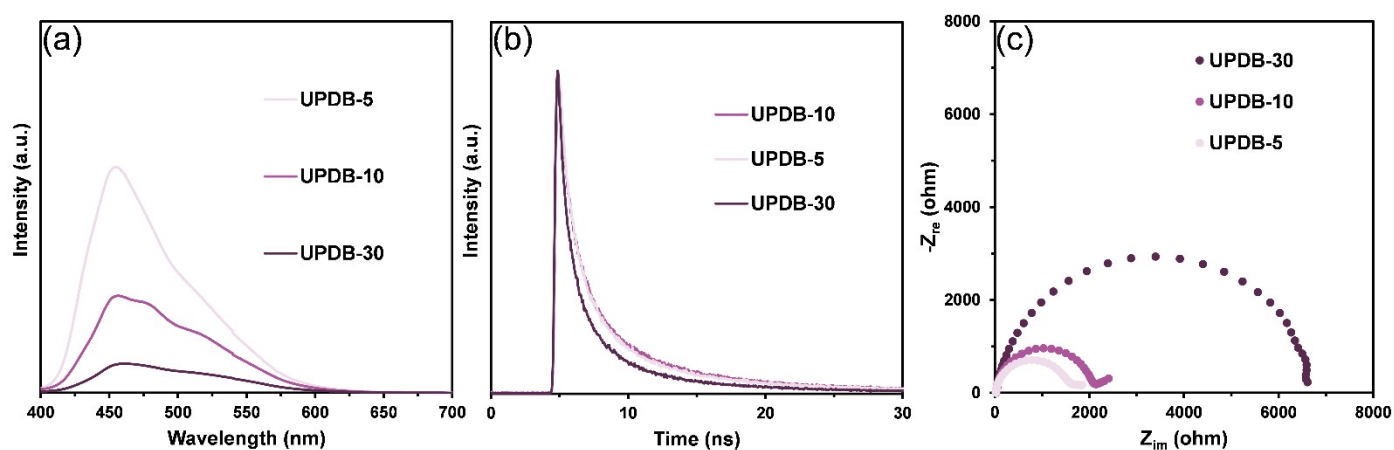 (a)
UPDB-5
UPDB-10
UPDB-30
Intensity (a.u.)
400 450 500 550 600 650 700
Wavelength (nm)
(b)
UPDB-10
UPDB-5
UPDB-30
Intensity (a.u.)
10 20 30
Time (ns)
(c)
UPDB-30
UPDB-10
UPDB-5
8000
6000
4000
2000
0
-Zre (ohm)
0 2000 4000 6000 8000
Zim (ohm)